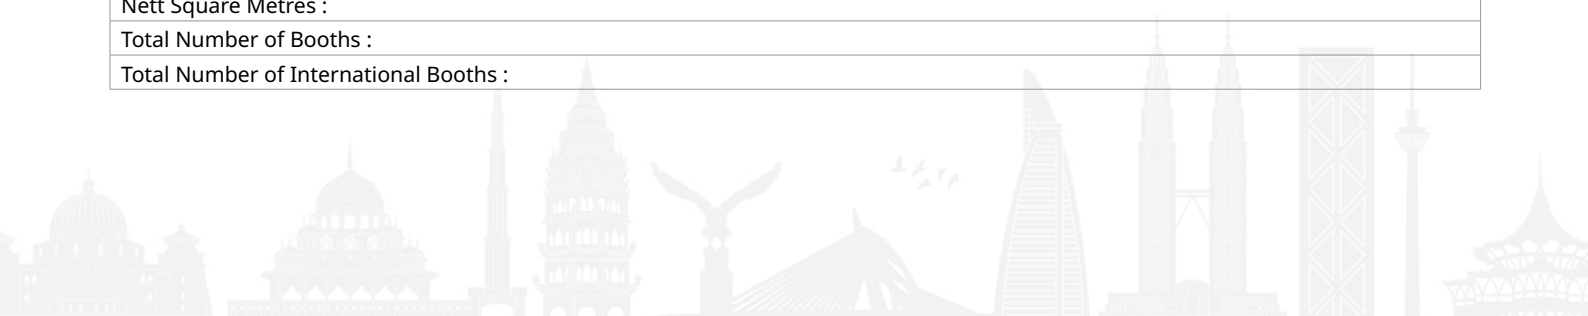 Nett Square Metres :
Total Number of Booths :
Total Number of International Booths :